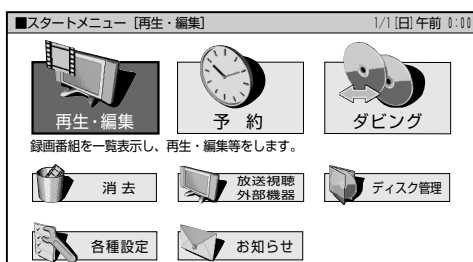 ■スタートメニュー [再生・編集] 1/1[日]午前 0:00
再生・編集 予 約 ダビング
録画番組を一覧表示し、再生・編集等をします。
消 去 放送視聴 ディスク管理
外部機器
各種設定 お知らせ